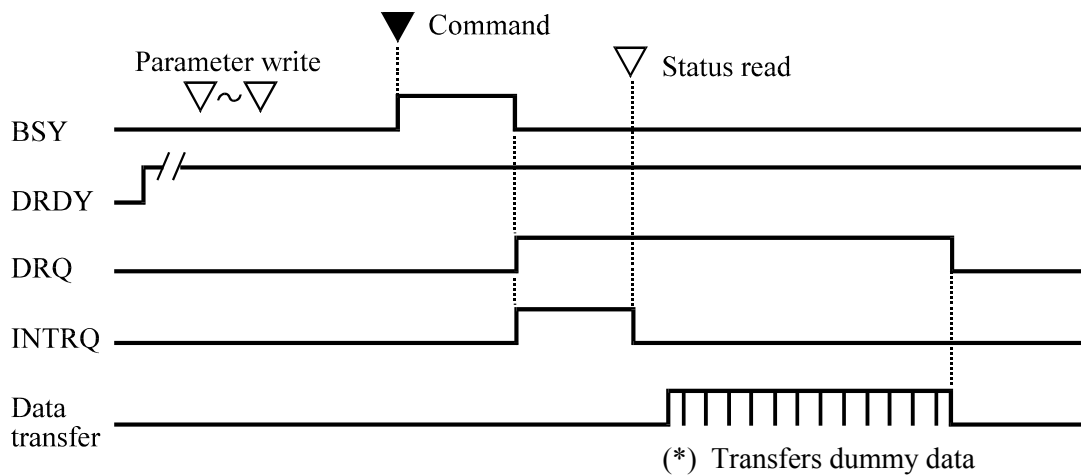 Command
Parameter write
Status read
BSY
DRDY
DRQ
INTRQ
Data
transfer
(*) Transfers dummy data